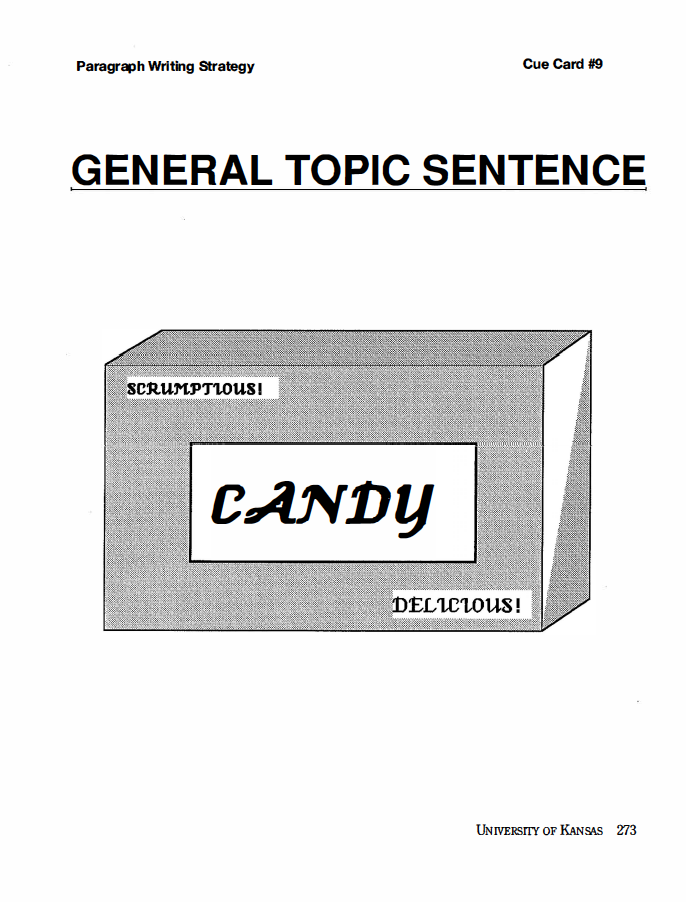 Paragraph Writing Strategy Cue Card #9
GENERAL TOPIC SENTENCE
SCRUMPTIOUS!
CANDY
DELICIOUS!
UNIVERSITY OF KANSAS 273